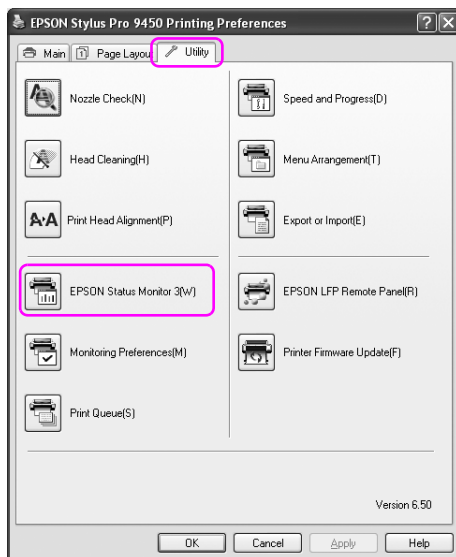 EPSON Stylus Pro 9450 Printing Preferences
Main
1
Page Layou
Utility
Nozzle Check(N)
Speed and Progress(D)
Head Cleaning(H)
Menu Arrangement(T)
A·A
Print Head Alignment(P)
Export or Import(E)
EPSON Status Monitor 3(W)
EPSON LFP Remote Panel(R)
Monitoring Preferences(M)
Printer Firmware Update(F)
Print Queue(S)
Version 6.50
OK
Cancel
Apply
Help